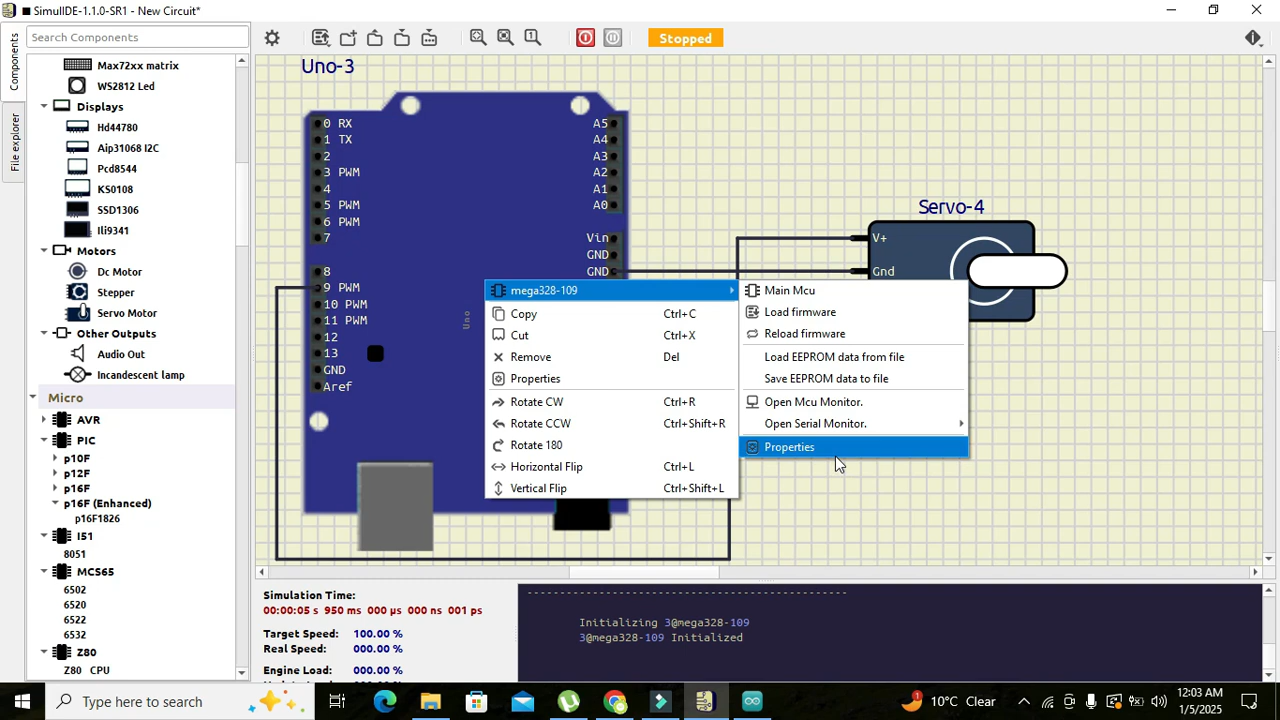 SimulIDE-1.1.0-SR1 - New Circuit*
Components
File explorer
Search Components
Max72xx matrix
WS2812 Led
Displays
Hd44780
Aip31068 I2C
Pcd8544
KS0108
SSD1306
Ili9341
Motors
Dc Motor
Stepper
Servo Motor
Other Outputs
Audio Out
Incandescent lamp
Micro
AVR
PIC
p10F
p12F
p16F
p16F (Enhanced)
p16F1826
I51
8051
MCS65
6502
6520
6522
6532
Z80
Z80 CPU
Stopped
Uno-3
0 RX
1 TX
2
3 PWM
4
5 PWM
6 PWM
7
8
9 PWM
10 PWM
11 PWM
12
13
GND
Aref
A5
A4
A3
A2
A1
A0
Vin
GND
GND
Uno
Servo-4
V+
Gnd
mega328-109
Copy Ctrl+C
Cut Ctrl+X
Remove Del
Properties
Rotate CW Ctrl+R
Rotate CCW Ctrl+Shift+R
Rotate 180
Horizontal Flip Ctrl+L
Vertical Flip Ctrl+Shift+L
Main Mcu
Load firmware
Reload firmware
Load EEPROM data from file
Save EEPROM data to file
Open Mcu Monitor.
Open Serial Monitor.
Properties
Simulation Time:
00:00:05 s 950 ms 000 µs 000 ns 001 ps
Target Speed: 100.00 %
Real Speed: 000.00 %
Engine Load: 000.00 %
----------------------------------------------
Initializing 3@mega328-109
3@mega328-109 Initialized
Type here to search
10°C Clear
12:03 AM
1/5/2025